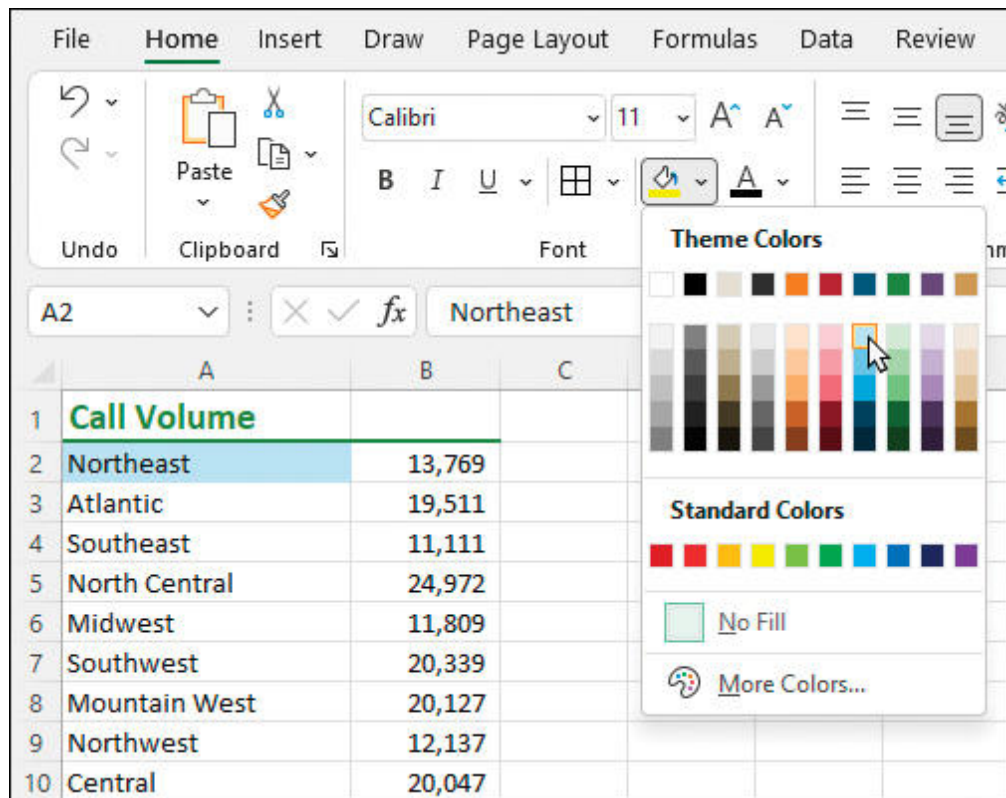 File Home Insert Draw Page Layout Formulas Data Review
Calibri 11 A A
Paste
B I U A
Undo Clipboard Font
Theme Colors
A2 fx Northeast
A B C
1 Call Volume
2 Northeast 13,769
3 Atlantic 19,511
4 Southeast 11,111
Standard Colors
5 North Central 24,972
6 Midwest 11,809
No Fill
7 Southwest 20,339
8 Mountain West 20,127
More Colors...
9 Northwest 12,137
10 Central 20,047